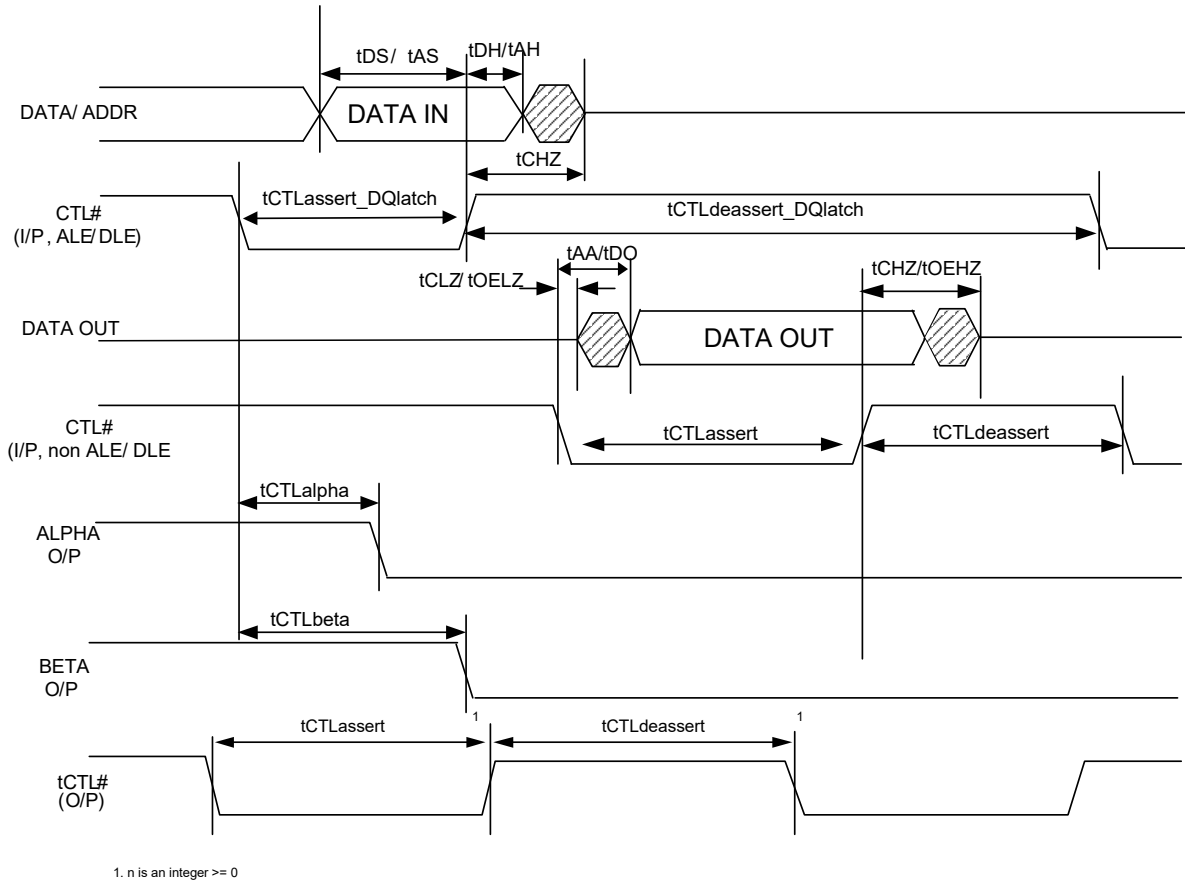 tDS/ tAS
tDH/tAH
DATA/ ADDR
DATA IN
tCHZ
tCTLassert_DQlatch
CTL#
(I/P, ALE/ DLE)
tCTLdeassert_DQlatch
tAA/tDO
tCLZ/ tOELZ
tCHZ/tOEHZ
DATA OUT
DATA OUT
CTL#
(I/P, non ALE/ DLE
tCTLassert
tCTLdeassert
tCTLalpha
ALPHA
O/P
tCTLbeta
BETA
O/P
tCTLassert 1
tCTLdeassert 1
tCTL#
(O/P)
1. n is an integer >= 0